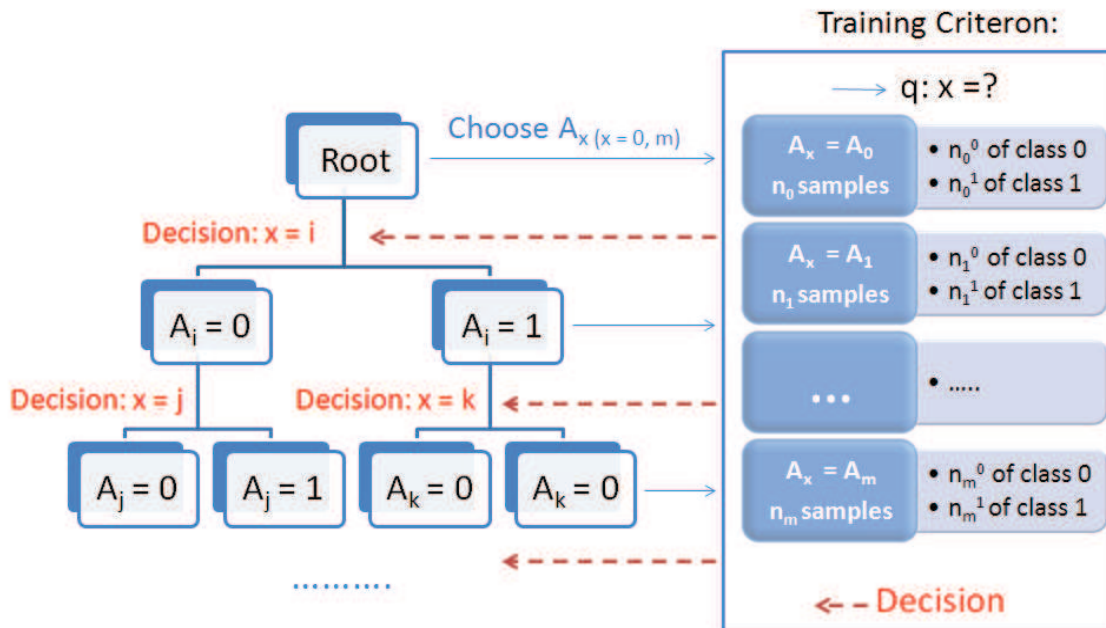 Training Criteron:
q: x =?
Choose Aₓ (x = 0, m)
Root
Aₓ = A₀
n₀ samples
• n₀⁰ of class 0
• n₀¹ of class 1
Decision: x = i
Aₓ = A₁
n₁ samples
• n₁⁰ of class 0
• n₁¹ of class 1
Aᵢ = 0
Aᵢ = 1
Decision: x = j
Decision: x = k
...
• .....
Aⱼ = 0
Aⱼ = 1
Aₖ = 0
Aₖ = 0
Aₓ = Aₘ
nₘ samples
• nₘ⁰ of class 0
• nₘ¹ of class 1
..........
Decision